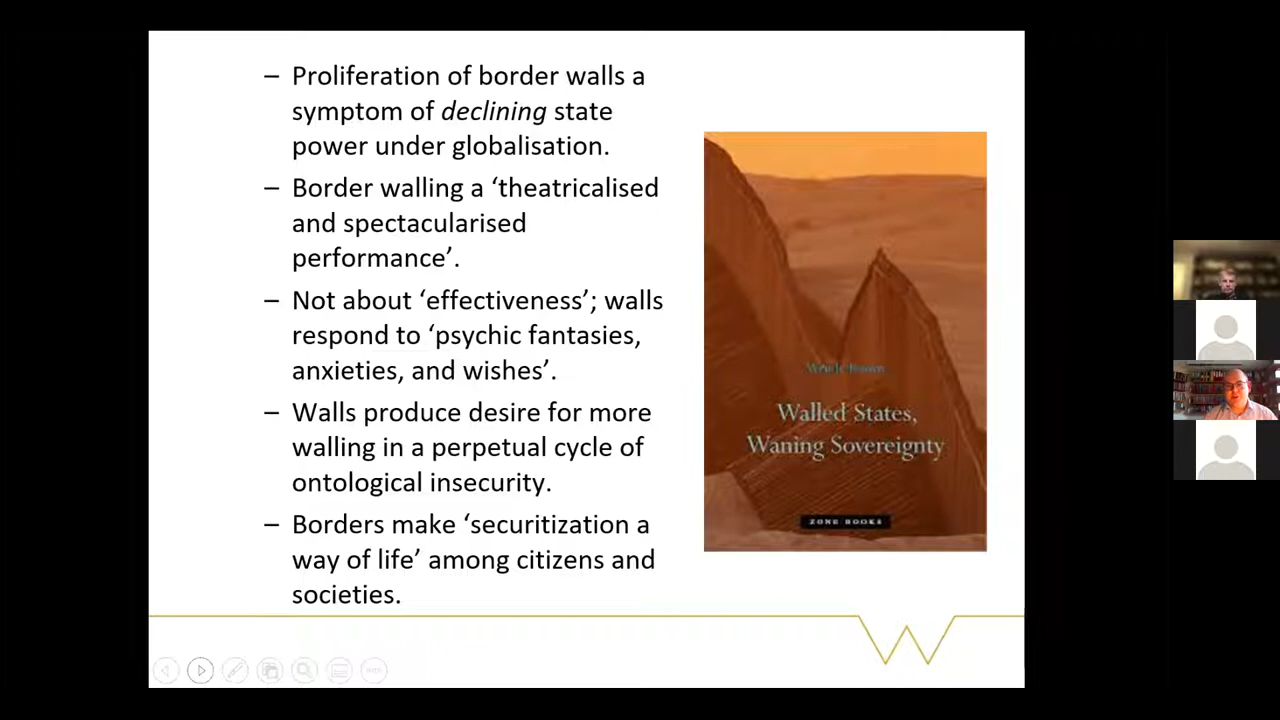 – Proliferation of border walls a
symptom of declining state
power under globalisation.
– Border walling a ‘theatricalised
and spectacularised
performance’.
– Not about ‘effectiveness’; walls
respond to ‘psychic fantasies,
anxieties, and wishes’.
– Walls produce desire for more
walling in a perpetual cycle of
ontological insecurity.
– Borders make ‘securitization a
way of life’ among citizens and
societies.
Wendy Brown
Walled States,
Waning Sovereignty
ZONE BOOKS